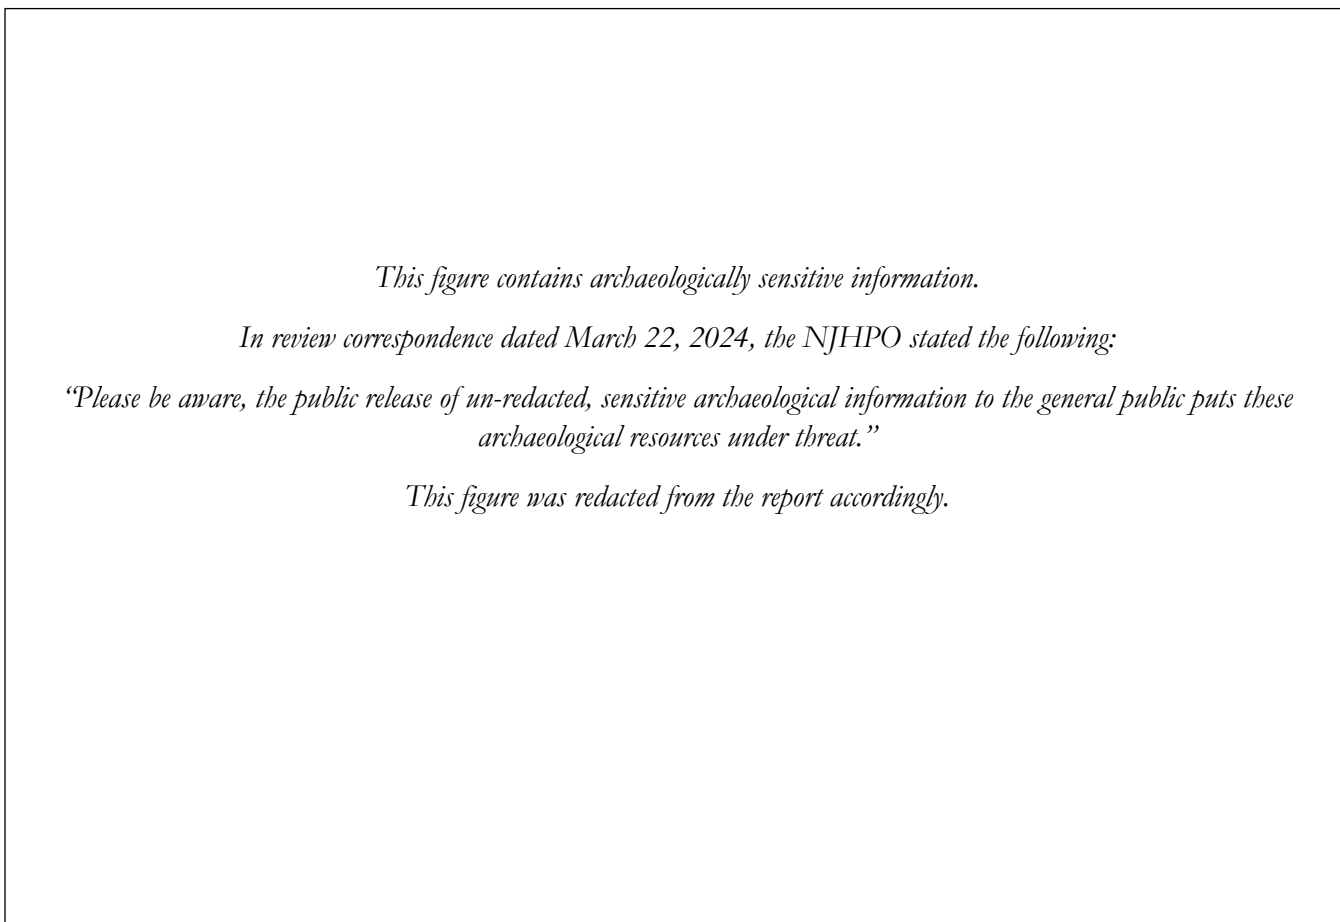 This figure contains archaeologically sensitive information.
In review correspondence dated March 22, 2024, the NJHPO stated the following:
“Please be aware, the public release of un-redacted, sensitive archaeological information to the general public puts these
archaeological resources under threat.”
This figure was redacted from the report accordingly.